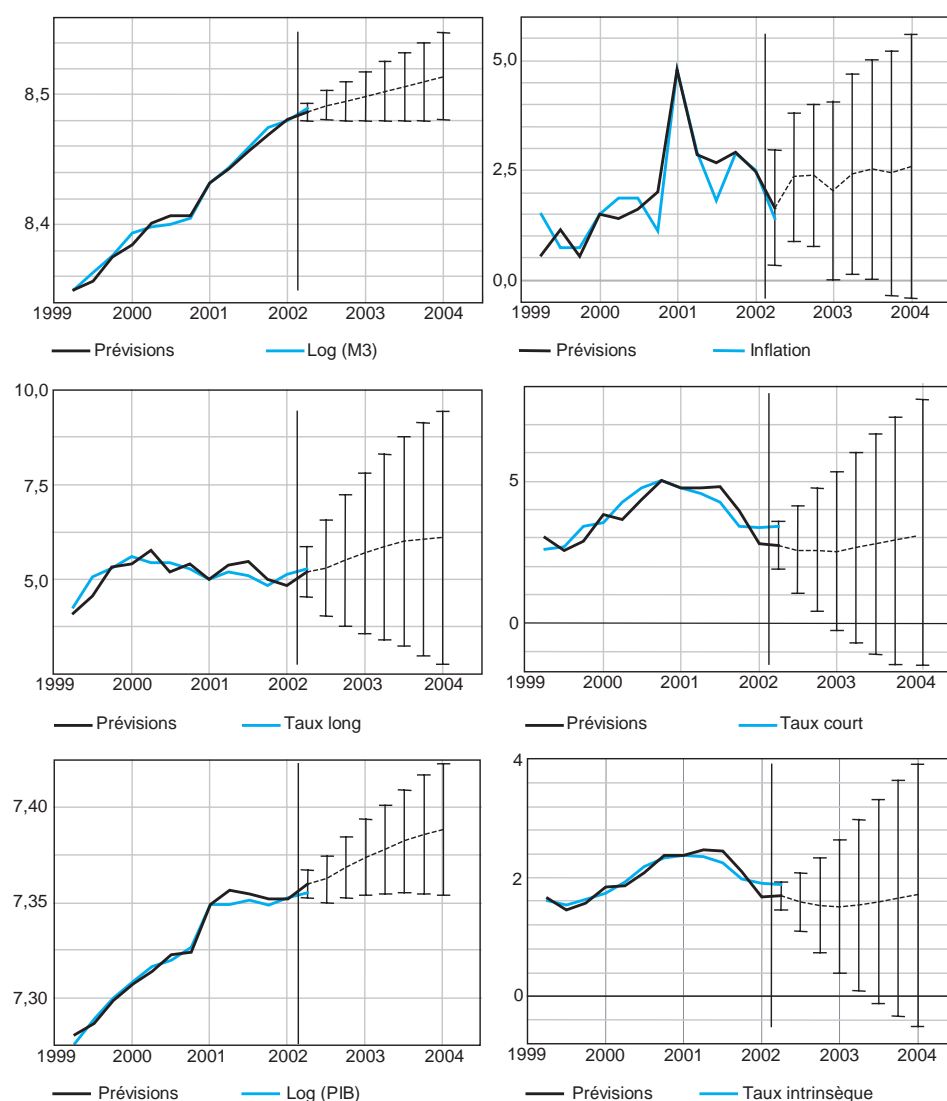 8,5
8,4
1999 2000 2001 2002 2003 2004
Prévisions Log (M3)
5,0
2,5
0,0
1999 2000 2001 2002 2003 2004
Prévisions Inflation
10,0
7,5
5,0
1999 2000 2001 2002 2003 2004
Prévisions Taux long
5
0
1999 2000 2001 2002 2003 2004
Prévisions Taux court
7,40
7,35
7,30
1999 2000 2001 2002 2003 2004
Prévisions Log (PIB)
4
2
0
1999 2000 2001 2002 2003 2004
Prévisions Taux intrinsèque